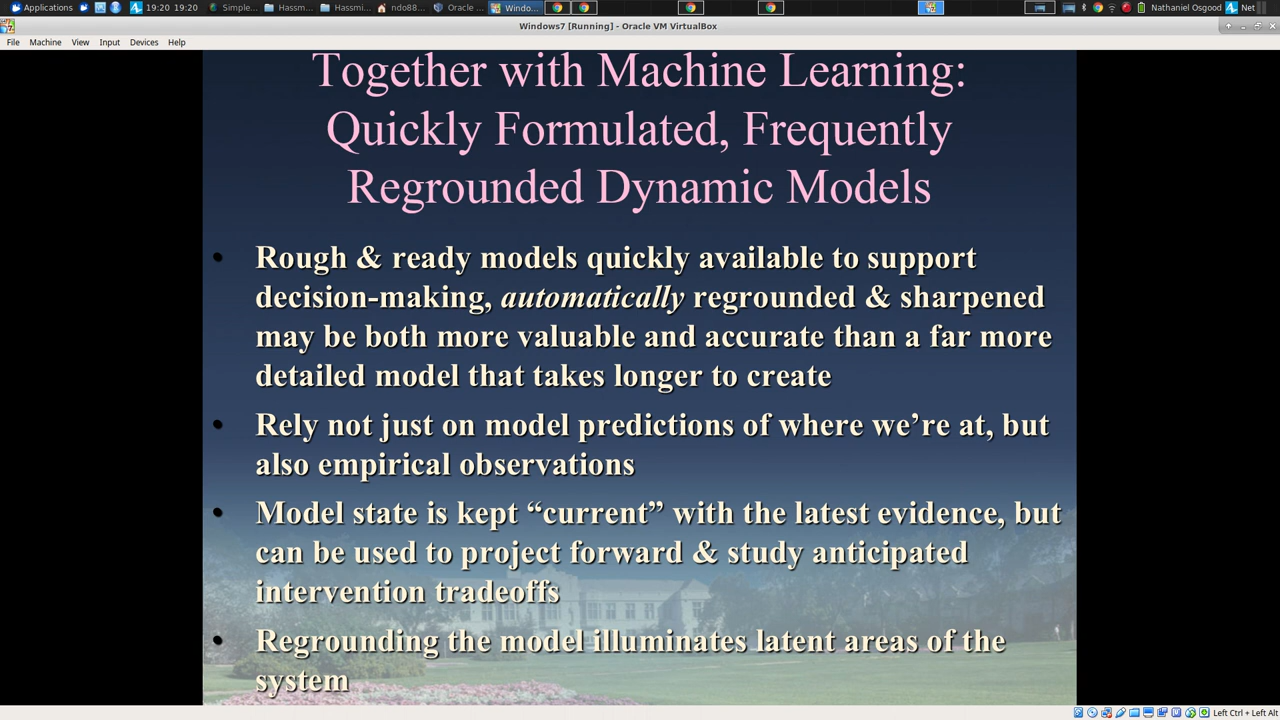 Applications
19:20 19:20
Simple...
Hassm...
Hassmi...
ndo88...
Oracle ...
Windo...
Nathaniel Osgood
Net
Windows7 [Running] - Oracle VM VirtualBox
File Machine View Input Devices Help
Together with Machine Learning:
Quickly Formulated, Frequently
Regrounded Dynamic Models
• Rough & ready models quickly available to support
decision-making, automatically regrounded & sharpened
may be both more valuable and accurate than a far more
detailed model that takes longer to create
• Rely not just on model predictions of where we’re at, but
also empirical observations
• Model state is kept “current” with the latest evidence, but
can be used to project forward & study anticipated
intervention tradeoffs
• Regrounding the model illuminates latent areas of the
system
Left Ctrl + Left Alt